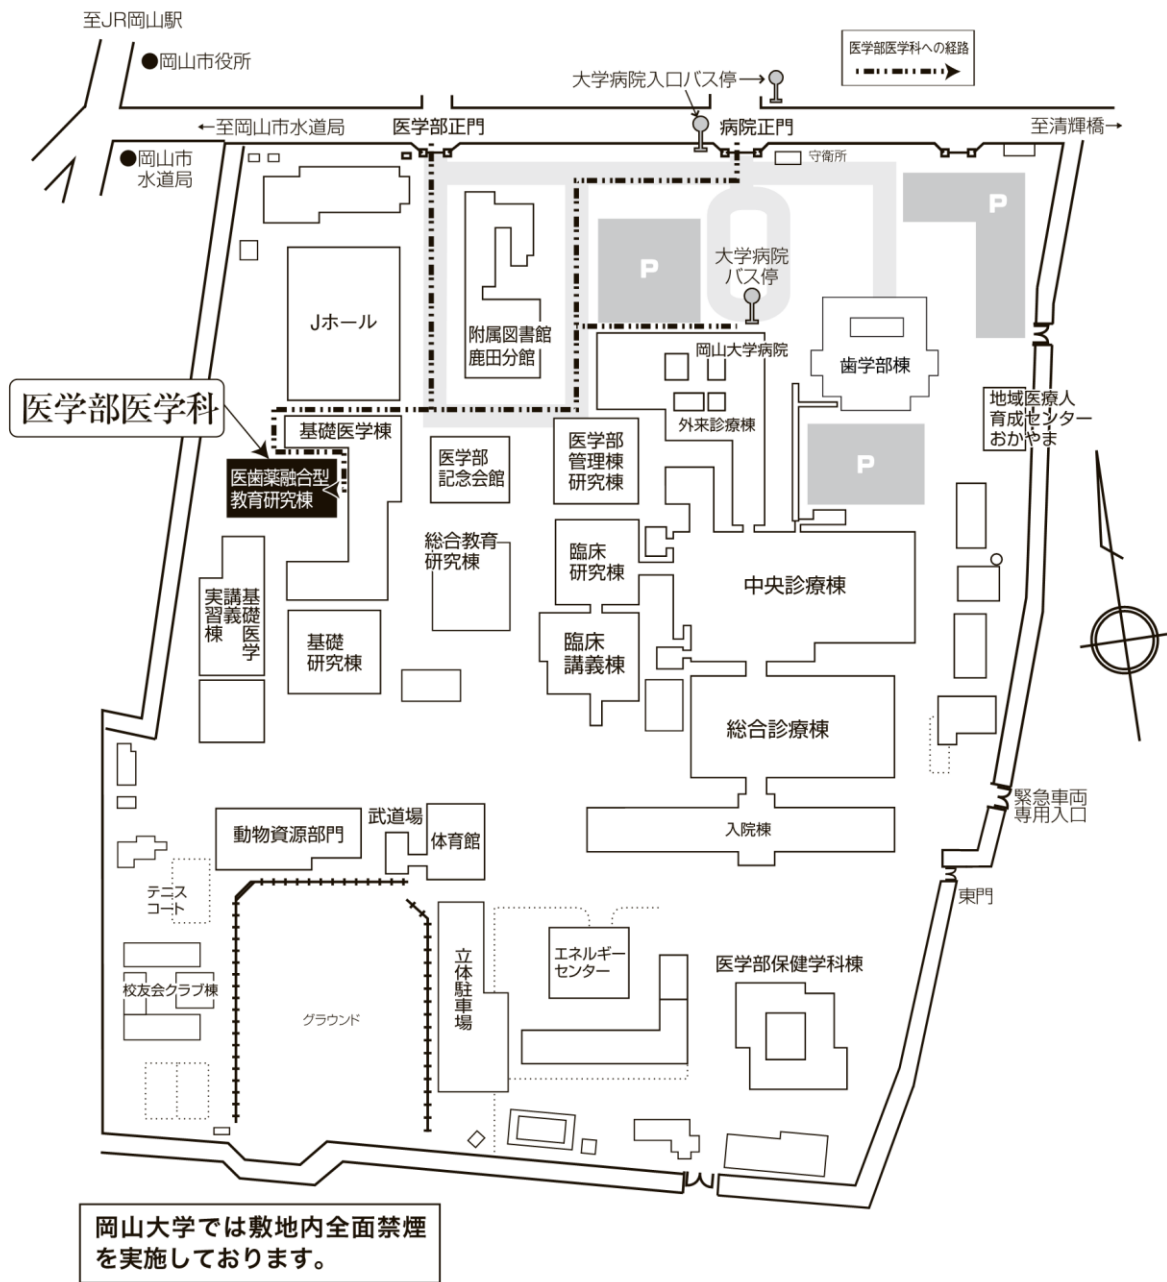 至JR岡山駅
●岡山市役所
医学部医学科への経路
大学病院入口バス停→
←至岡山市水道局
医学部正門
病院正門
至清輝橋→
●岡山市
水道局
守衛所
P
P
大学病院
バス停
Jホール
附属図書館
鹿田分館
岡山大学病院
歯学部棟
医学部医学科
地域医療人
育成センター
おかやま
外来診療棟
基礎医学棟
医学部
記念会館
医学部
管理棟
研究棟
P
医歯薬融合型
教育研究棟
総合教育
研究棟
臨床
研究棟
中央診療棟
基礎医学
講義
実習棟
基礎
研究棟
臨床
講義棟
総合診療棟
緊急車両
専用入口
武道場
動物資源部門
体育館
入院棟
テニス
コート
東門
立体駐車場
エネルギー
センター
医学部保健学科棟
校友会クラブ棟
グラウンド
岡山大学では敷地内全面禁煙
を実施しております。